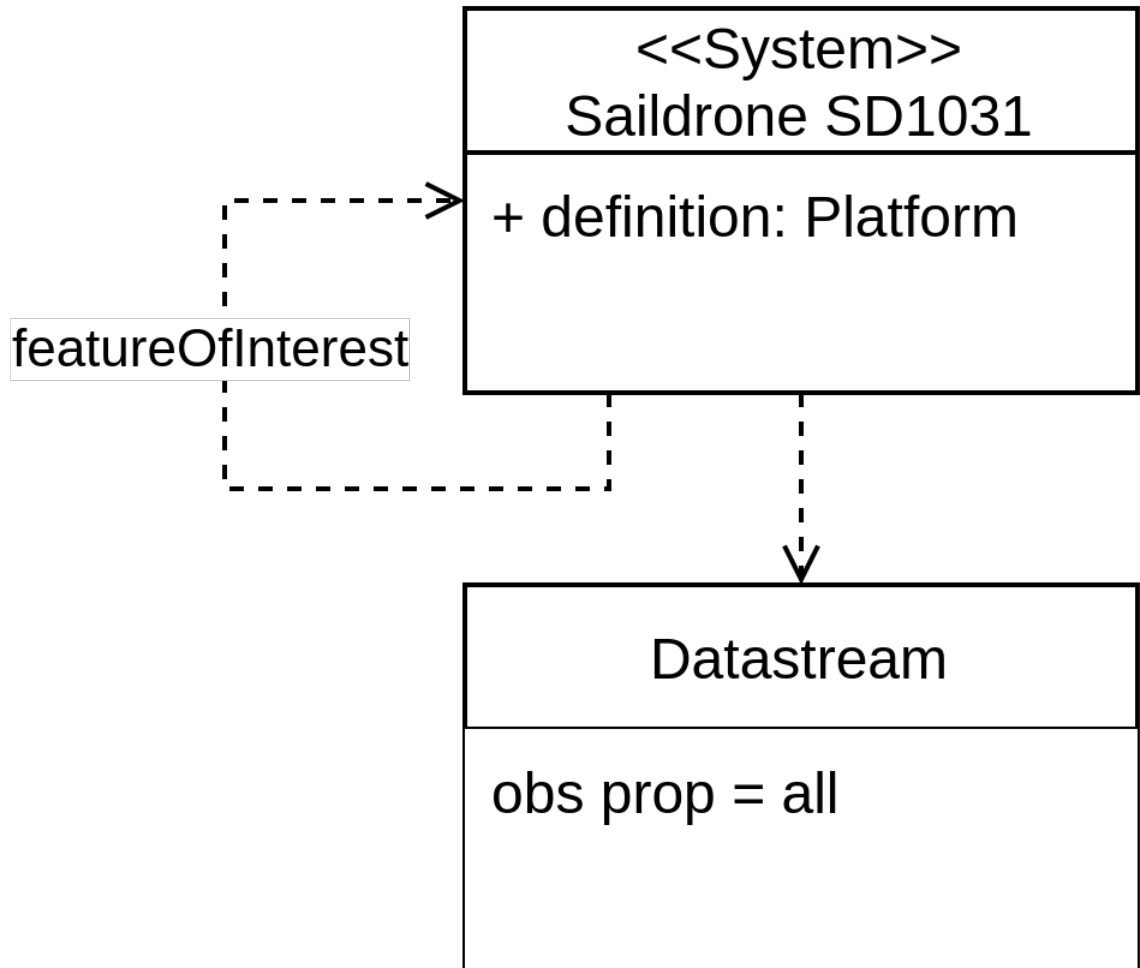 <<System>>
Saildrone SD1031
+ definition: Platform
featureOfInterest
Datastream
obs prop = all